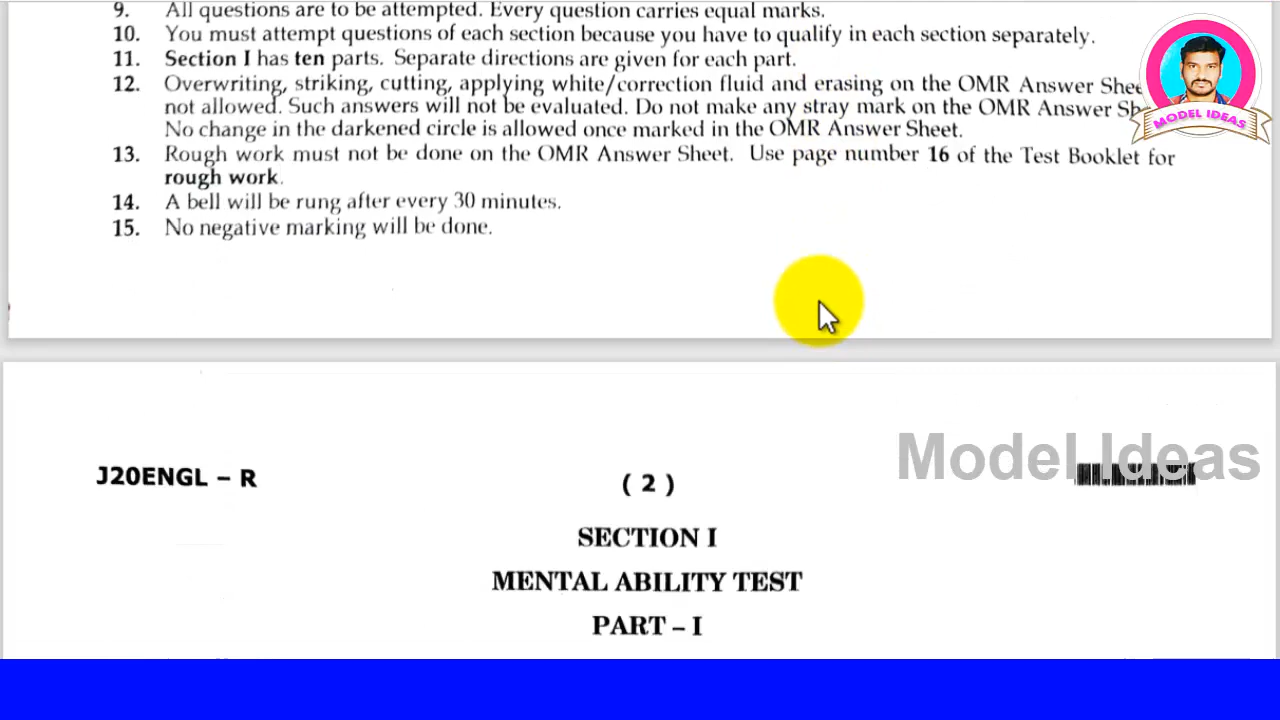 9. All questions are to be attempted. Every question carries equal marks.
10. You must attempt questions of each section because you have to qualify in each section separately.
11. Section I has ten parts. Separate directions are given for each part.
12. Overwriting, striking, cutting, applying white/correction fluid and erasing on the OMR Answer
not allowed. Such answers will not be evaluated. Do not make any stray mark on the OMR Answer
No change in the darkened circle is allowed once marked in the OMR Answer Sheet.
MODEL IDEAS
13. Rough work must not be done on the OMR Answer Sheet. Use page number 16 of the Test Booklet for
rough work.
14. A bell will be rung after every 30 minutes.
15. No negative marking will be done.
Model Ideas
J20ENGL – R
( 2 )
SECTION I
MENTAL ABILITY TEST
PART – I